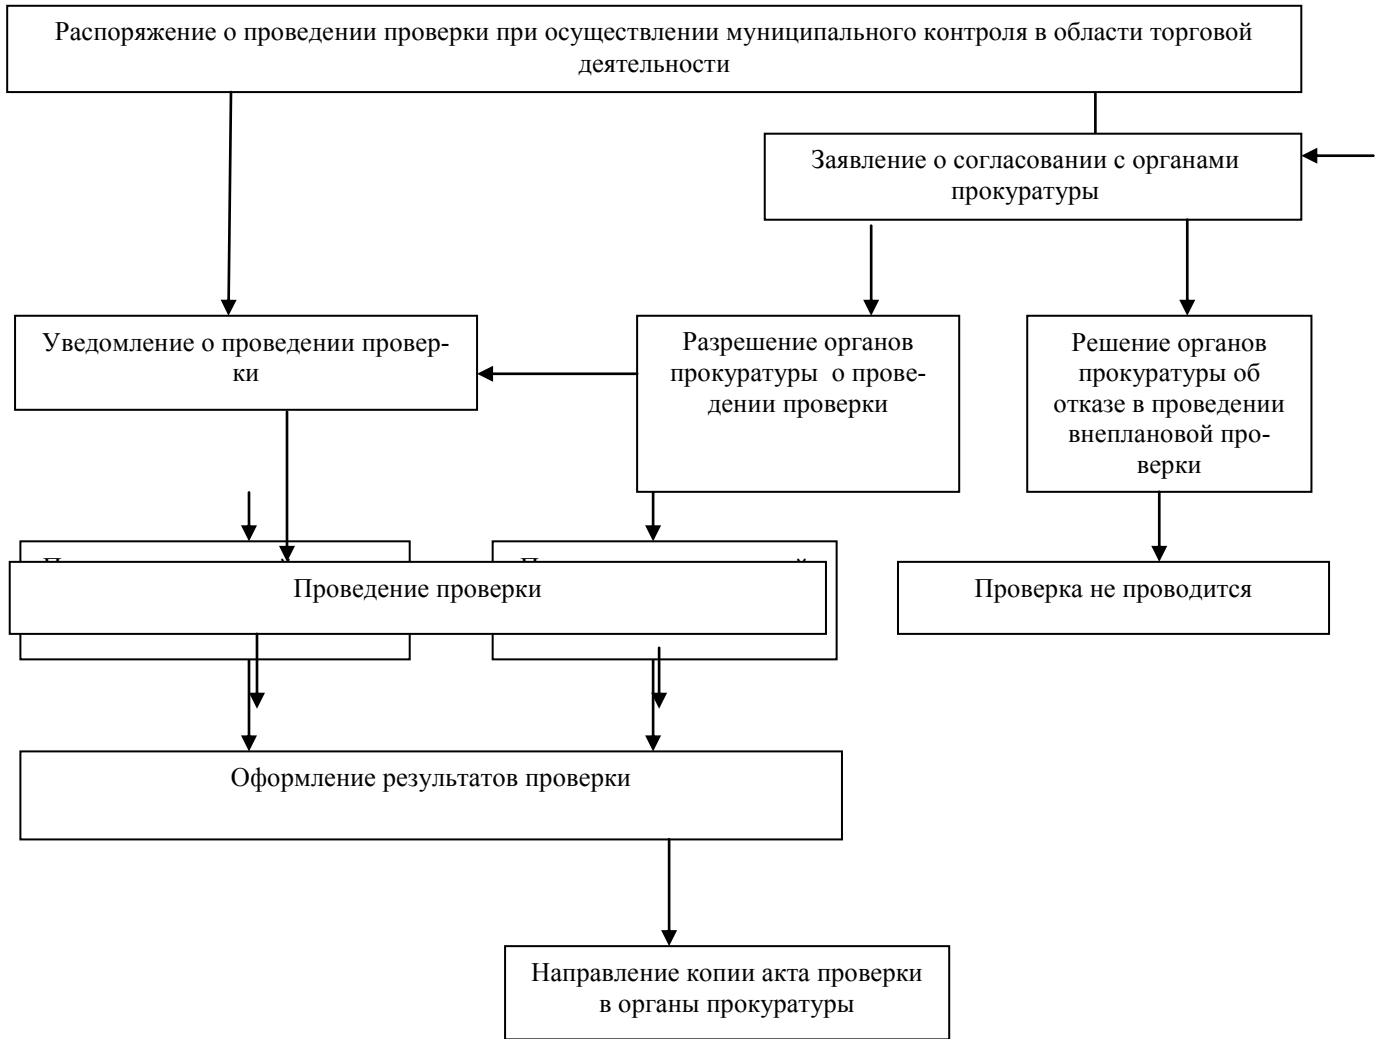 Распоряжение о проведении проверки при осуществлении муниципального контроля в области торговой
деятельности
Заявление о согласовании с органами
прокуратуры
Уведомление о проведении провер-
ки
Разрешение органов
прокуратуры о прове-
дении проверки
Решение органов
прокуратуры об
отказе в проведении
внеплановой про-
верки
Проведение проверки
Проверка не проводится
Оформление результатов проверки
Направление копии акта проверки
в органы прокуратуры